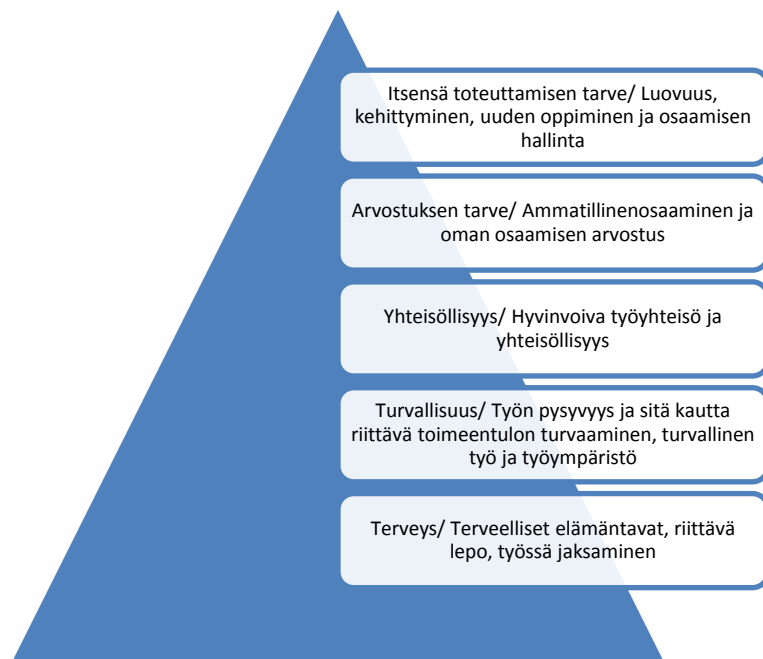 Itsensä toteuttamisen tarve/ Luovuus,
kehittyminen, uuden oppiminen ja osaamisen
hallinta
Arvostuksen tarve/ Ammatillinenosaaminen ja
oman osaamisen arvostus
Yhteisöllisyys/ Hyvinvoiva työyhteisö ja
yhteisöllisyys
Turvallisuus/ Työn pysyvyys ja sitä kautta
riittävä toimeentulon turvaaminen, turvallinen
työ ja työympäristö
Terveys/ Terveelliset elämäntavat, riittävä
lepo, työssä jaksaminen